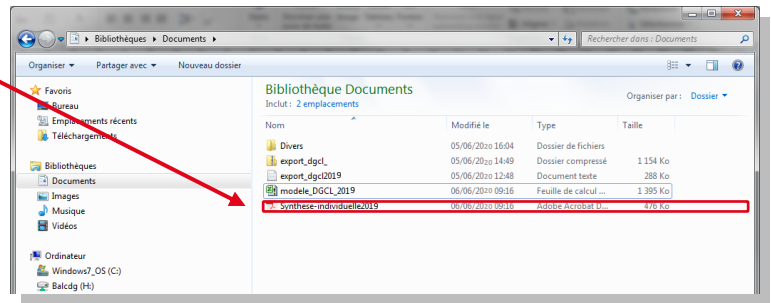 Bibliothèques Documents
Rechercher dans : Documents
Organiser Partager avec Nouveau dossier
Favoris
Bureau
Emplacements récents
Téléchargements
Bibliothèques
Documents
Images
Musique
Vidéos
Ordinateur
Windows7_OS (C:)
Balcdg (H:)
Bibliothèque Documents
Inclut : 2 emplacements
Organiser par : Dossier
Nom Modifié le Type Taille
Divers 05/06/2020 16:04 Dossier de fichiers
export_dgcl_ 05/06/2020 14:49 Dossier compressé 1 154 Ko
export_dgcl2019 05/06/2020 12:48 Document texte 288 Ko
modele_DGCL_2019 06/06/2020 09:16 Feuille de calcul ... 1 395 Ko
Synthese-individuelle2019 06/06/2020 09:16 Adobe Acrobat D... 476 Ko